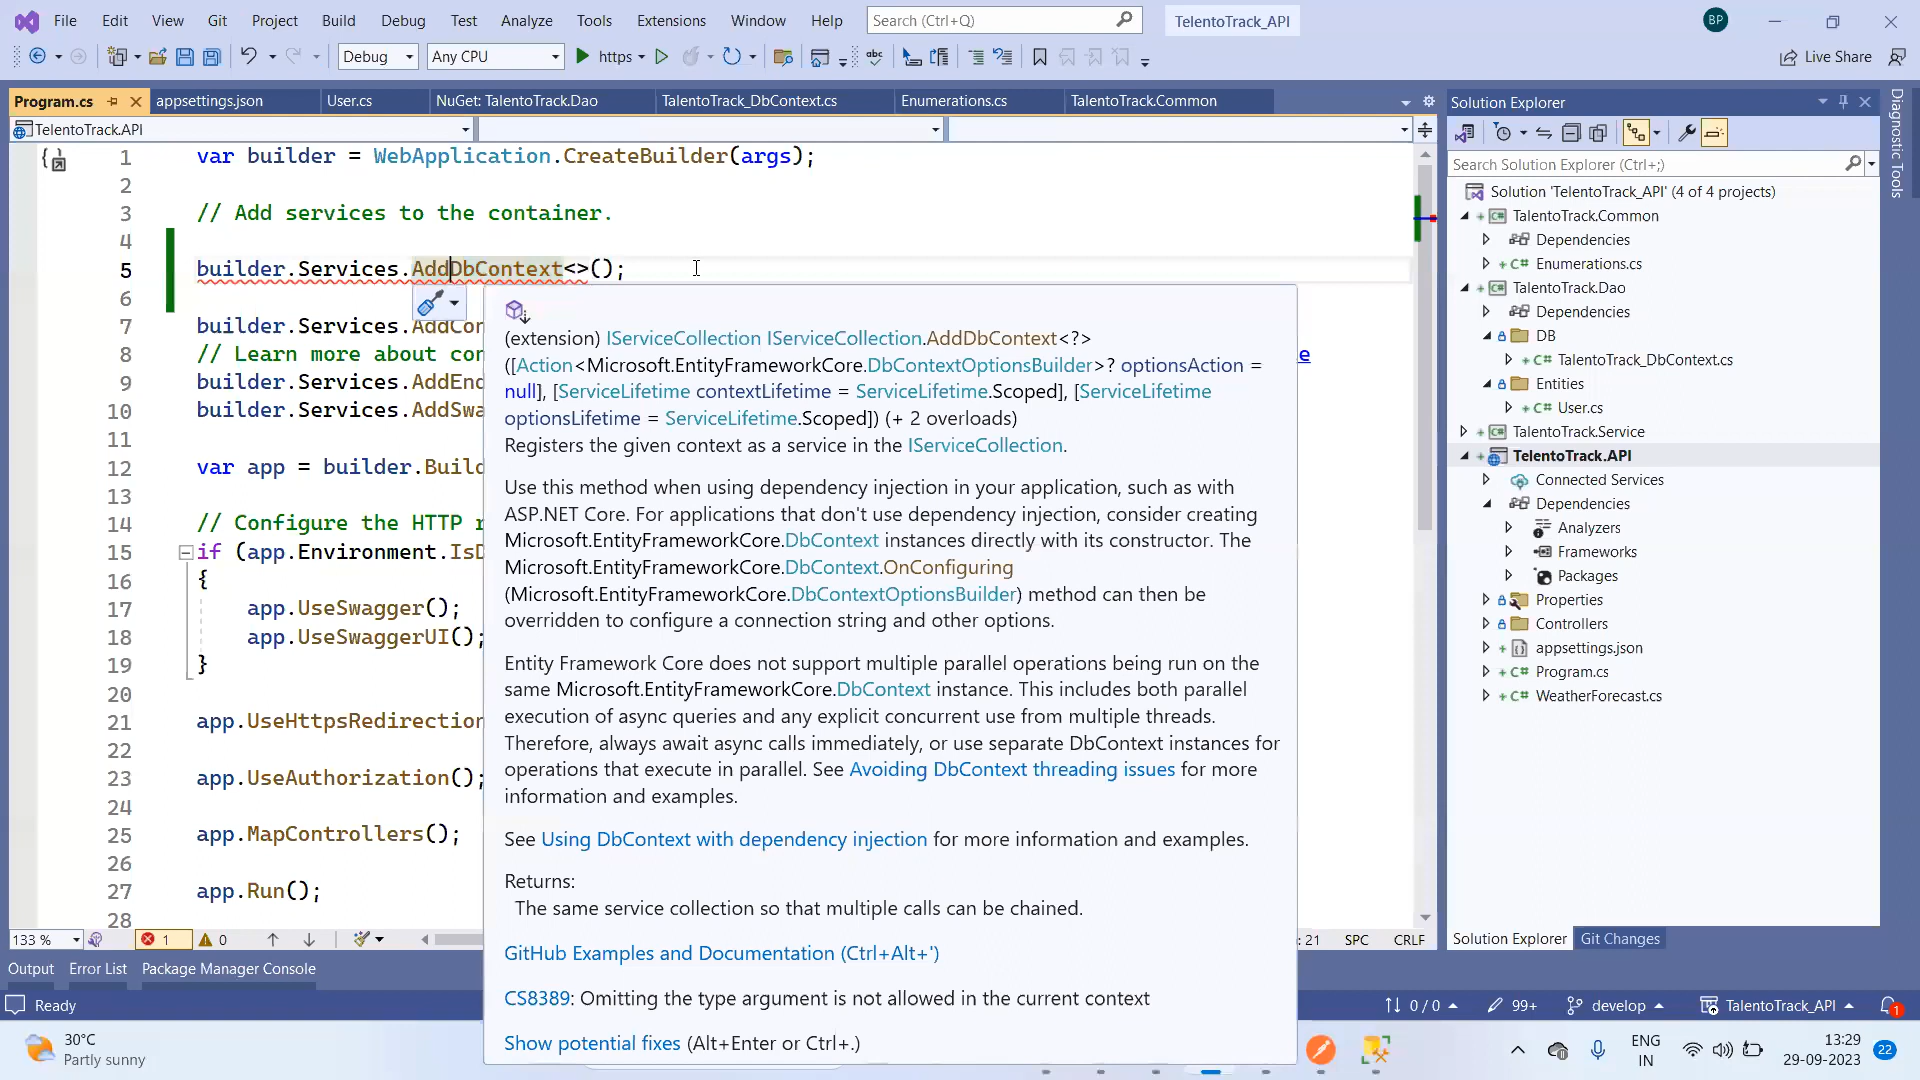 File Edit View Git Project Build Debug Test Analyze Tools Extensions Window Help Search (Ctrl+Q) TelentoTrack_API BP
Debug Any CPU https Live Share
Program.cs appsettings.json User.cs NuGet: TalentoTrack.Dao TalentoTrack_DbContext.cs Enumerations.cs TalentoTrack.Common
TelentoTrack.API
1 var builder = WebApplication.CreateBuilder(args);
2
3 // Add services to the container.
4
5 builder.Services.AddDbContext<>();
6
7 builder.Services.AddCor
8 // Learn more about con e
9 builder.Services.AddEnd
10 builder.Services.AddSwa
11
12 var app = builder.Build
13
14 // Configure the HTTP r
15 if (app.Environment.IsD
16 {
17 app.UseSwagger();
18 app.UseSwaggerUI();
19 }
20
21 app.UseHttpsRedirection
22
23 app.UseAuthorization();
24
25 app.MapControllers();
26
27 app.Run();
28
(extension) IServiceCollection IServiceCollection.AddDbContext<?>
([Action<Microsoft.EntityFrameworkCore.DbContextOptionsBuilder>? optionsAction =
null], [ServiceLifetime contextLifetime = ServiceLifetime.Scoped], [ServiceLifetime
optionsLifetime = ServiceLifetime.Scoped]) (+ 2 overloads)
Registers the given context as a service in the IServiceCollection.
Use this method when using dependency injection in your application, such as with
ASP.NET Core. For applications that don't use dependency injection, consider creating
Microsoft.EntityFrameworkCore.DbContext instances directly with its constructor. The
Microsoft.EntityFrameworkCore.DbContext.OnConfiguring
(Microsoft.EntityFrameworkCore.DbContextOptionsBuilder) method can then be
overridden to configure a connection string and other options.
Entity Framework Core does not support multiple parallel operations being run on the
same Microsoft.EntityFrameworkCore.DbContext instance. This includes both parallel
execution of async queries and any explicit concurrent use from multiple threads.
Therefore, always await async calls immediately, or use separate DbContext instances for
operations that execute in parallel. See Avoiding DbContext threading issues for more
information and examples.
See Using DbContext with dependency injection for more information and examples.
Returns:
The same service collection so that multiple calls can be chained.
GitHub Examples and Documentation (Ctrl+Alt+')
CS8389: Omitting the type argument is not allowed in the current context
Show potential fixes (Alt+Enter or Ctrl+.)
133 % 1 0 : 21 SPC CRLF
Output Error List Package Manager Console
Solution Explorer
Search Solution Explorer (Ctrl+;)
Solution 'TelentoTrack_API' (4 of 4 projects)
TalentoTrack.Common
Dependencies
Enumerations.cs
TalentoTrack.Dao
Dependencies
DB
TalentoTrack_DbContext.cs
Entities
User.cs
TalentoTrack.Service
TelentoTrack.API
Connected Services
Dependencies
Analyzers
Frameworks
Packages
Properties
Controllers
appsettings.json
Program.cs
WeatherForecast.cs
Solution Explorer Git Changes
Diagnostic Tools
Ready 0 / 0 99+ develop TalentoTrack_API 1
30°C
Partly sunny
ENG
IN
13:29
29-09-2023
22